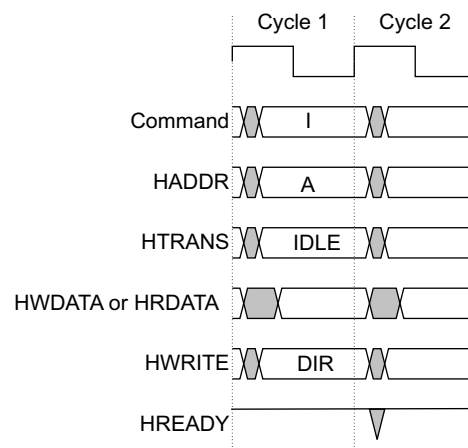 Cycle 1 Cycle 2
Command I
HADDR A
HTRANS IDLE
HWDATA or HRDATA
HWRITE DIR
HREADY